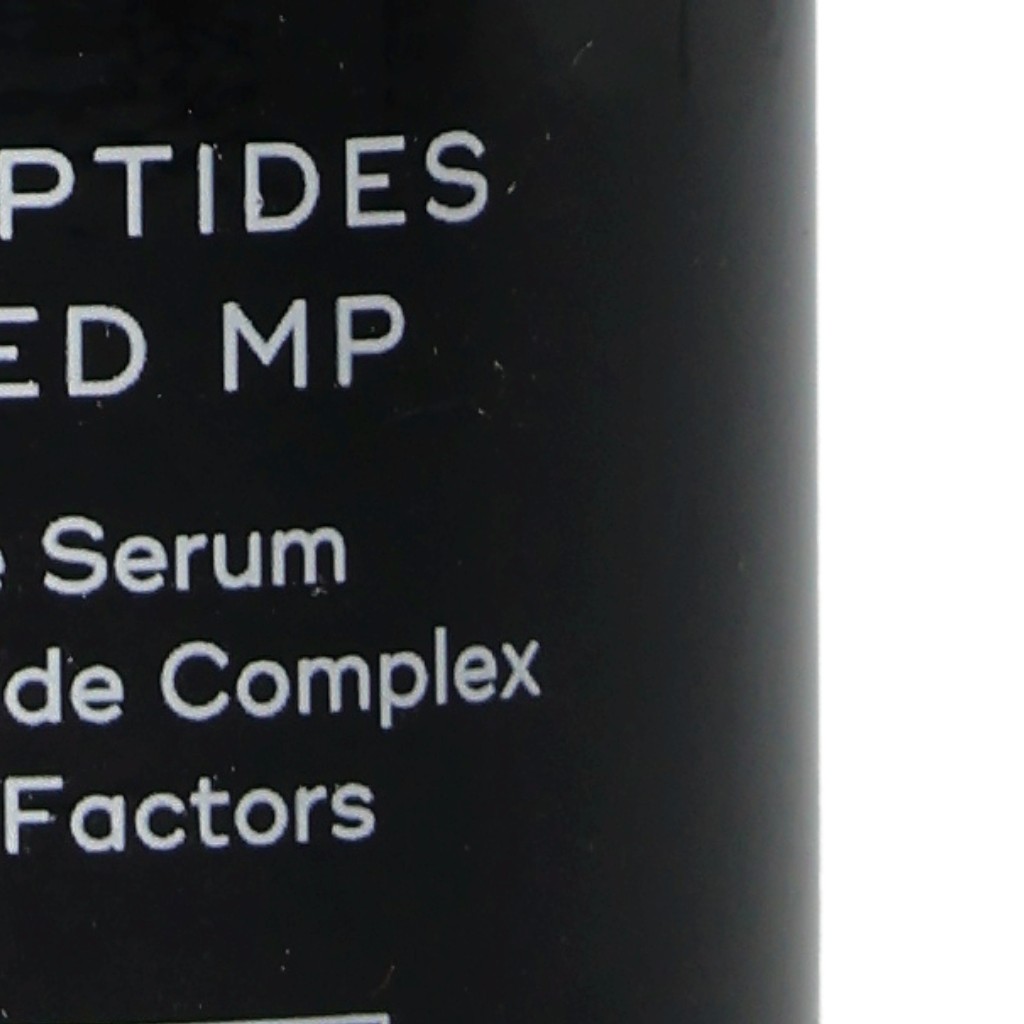 PTIDES
ED MP
e Serum
de Complex
Factors